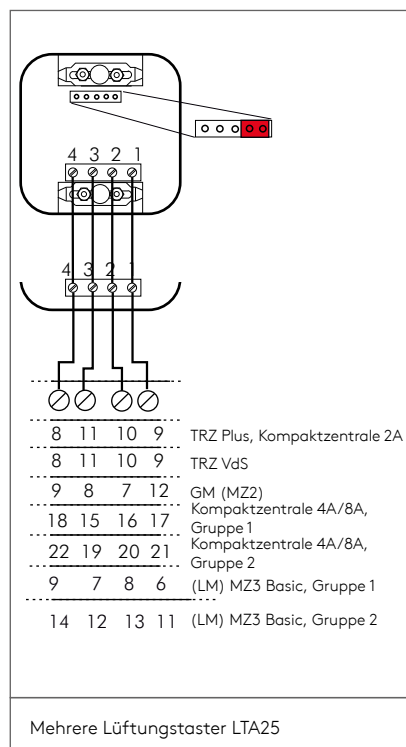 4 3 2 1
4 3 2 1
8 11 10 9 TRZ Plus, Kompaktzentrale 2A
8 11 10 9 TRZ VdS
9 8 7 12 GM (MZ2)
18 15 16 17 Kompaktzentrale 4A/8A,
Gruppe 1
22 19 20 21 Kompaktzentrale 4A/8A,
Gruppe 2
9 7 8 6 (LM) MZ3 Basic, Gruppe 1
14 12 13 11 (LM) MZ3 Basic, Gruppe 2
Mehrere Lüftungstaster LTA25